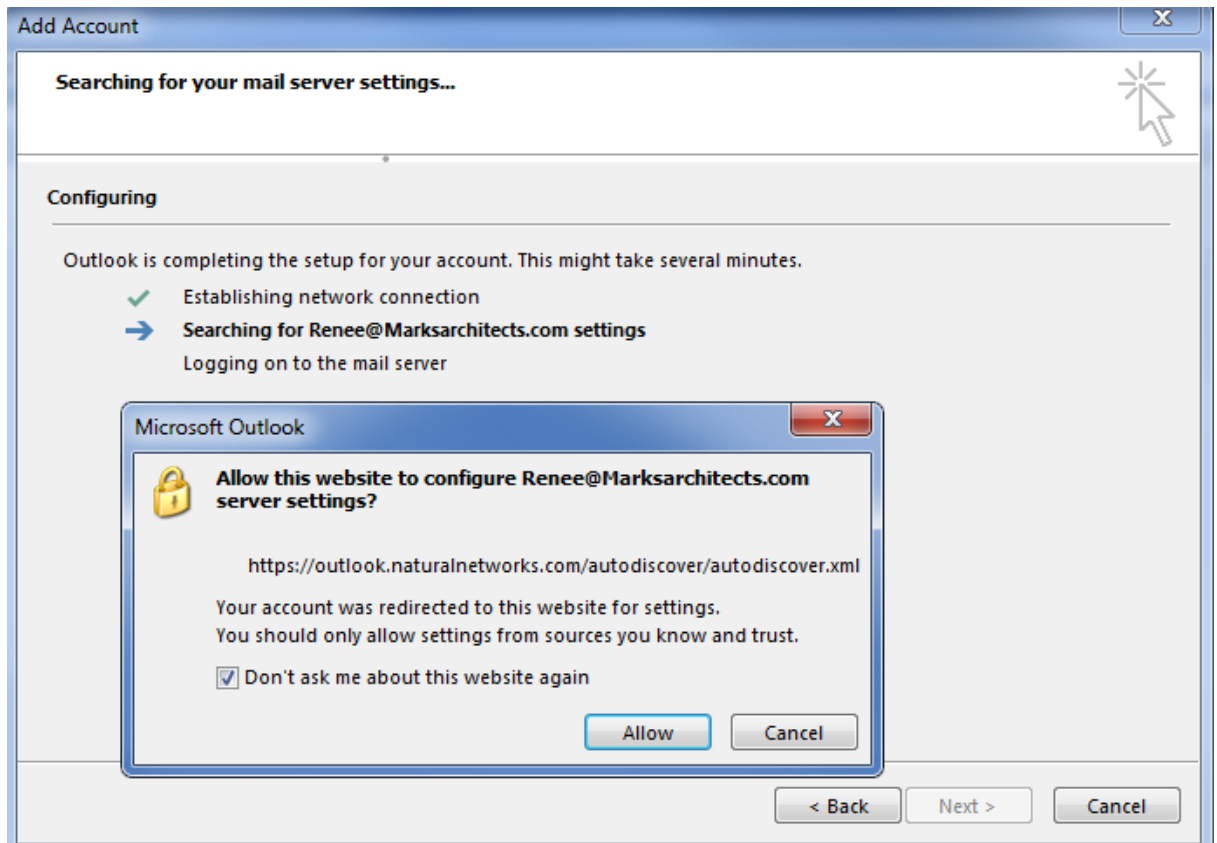 Add Account
Searching for your mail server settings...
Configuring
Outlook is completing the setup for your account. This might take several minutes.
Establishing network connection
Searching for Renee@Marksarchitects.com settings
Logging on to the mail server
Microsoft Outlook
Allow this website to configure Renee@Marksarchitects.com
server settings?
https://outlook.naturalnetworks.com/autodiscover/autodiscover.xml
Your account was redirected to this website for settings.
You should only allow settings from sources you know and trust.
Don't ask me about this website again
Allow Cancel
< Back Next > Cancel